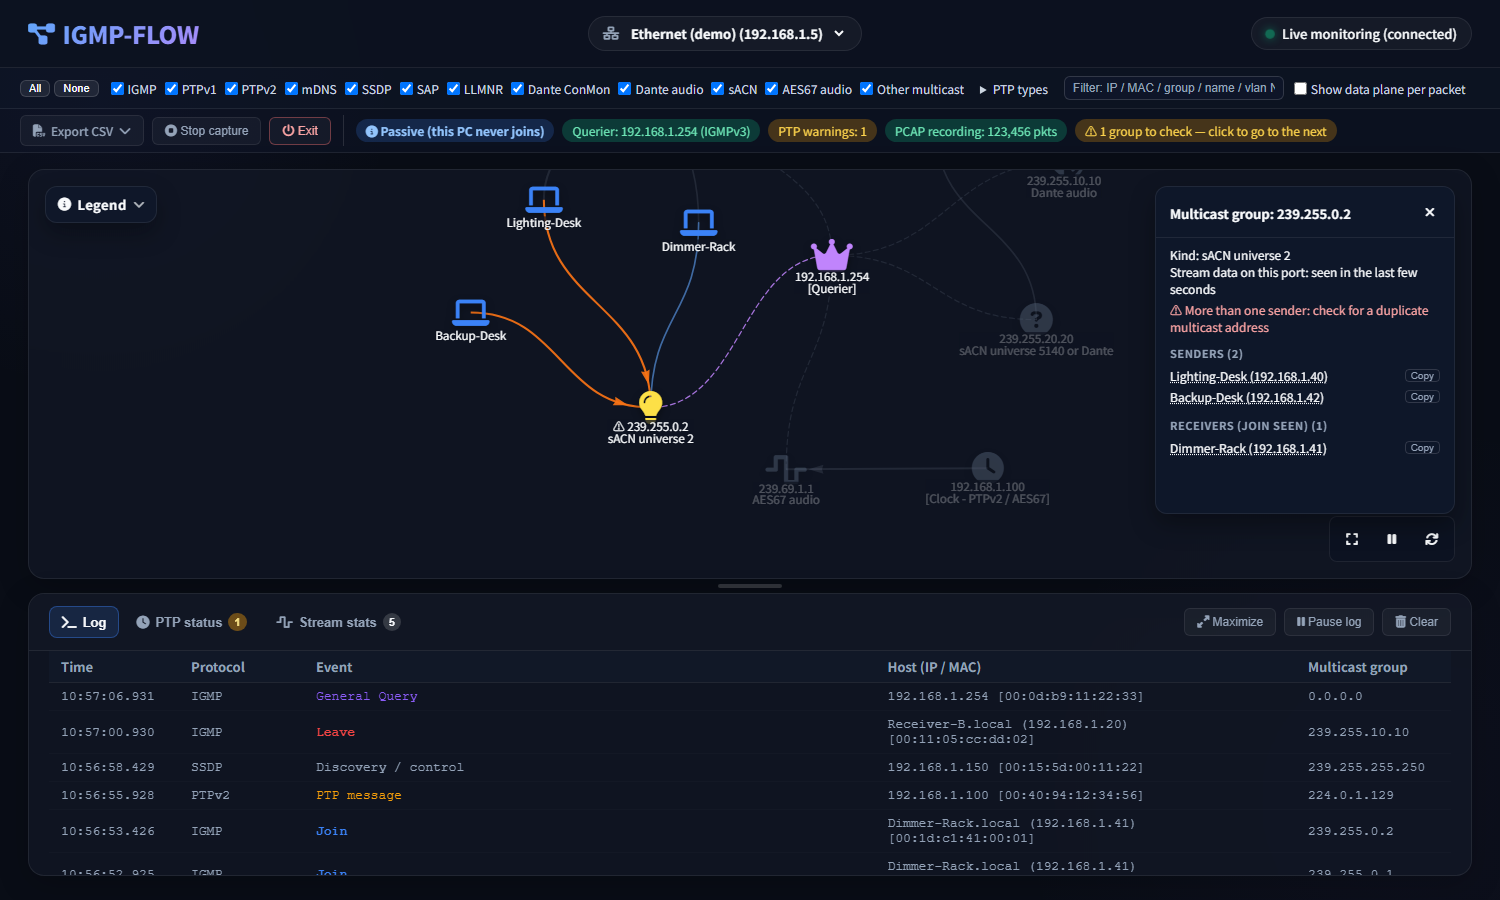 IGMP-FLOW
Ethernet (demo) (192.168.1.5)
Live monitoring (connected)
All None IGMP PTPv1 PTPv2 mDNS SSDP SAP LLMNR Dante ConMon Dante audio sACN AES67 audio Other multicast PTP types Filter: IP / MAC / group / name / vlan Show data plane per packet
Export CSV Stop capture Exit Passive (this PC never joins) Querier: 192.168.1.254 (IGMPv3) PTP warnings: 1 PCAP recording: 123,456 pkts ⚠ 1 group to check — click to go to the next
Legend
239.255.10.10
Dante audio
Lighting-Desk
Dimmer-Rack
192.168.1.254
[Querier]
Backup-Desk
239.255.20.20
sACN universe 5140 or Dante
⚠ 239.255.0.2
sACN universe 2
239.69.1.1
AES67 audio
192.168.1.100
[Clock - PTPv2 / AES67]
Multicast group: 239.255.0.2
Kind: sACN universe 2
Stream data on this port: seen in the last few
seconds
⚠ More than one sender: check for a duplicate
multicast address
SENDERS (2)
Lighting-Desk (192.168.1.40) Copy
Backup-Desk (192.168.1.42) Copy
RECEIVERS (JOIN SEEN) (1)
Dimmer-Rack (192.168.1.41) Copy
Log PTP status 1 Stream stats 5 Maximize Pause log Clear
Time Protocol Event Host (IP / MAC) Multicast group
10:57:06.931 IGMP General Query 192.168.1.254 [00:0d:b9:11:22:33] 0.0.0.0
10:57:00.930 IGMP Leave Receiver-B.local (192.168.1.20)
[00:11:05:cc:dd:02] 239.255.10.10
10:56:58.429 SSDP Discovery / control 192.168.1.150 [00:15:5d:00:11:22] 239.255.255.250
10:56:55.928 PTPv2 PTP message 192.168.1.100 [00:40:94:12:34:56] 224.0.1.129
10:56:53.426 IGMP Join Dimmer-Rack.local (192.168.1.41)
[00:1d:c1:41:00:01] 239.255.0.2
10:56:52.925 IGMP Join Dimmer-Rack.local (192.168.1.41) 239.255.0.1